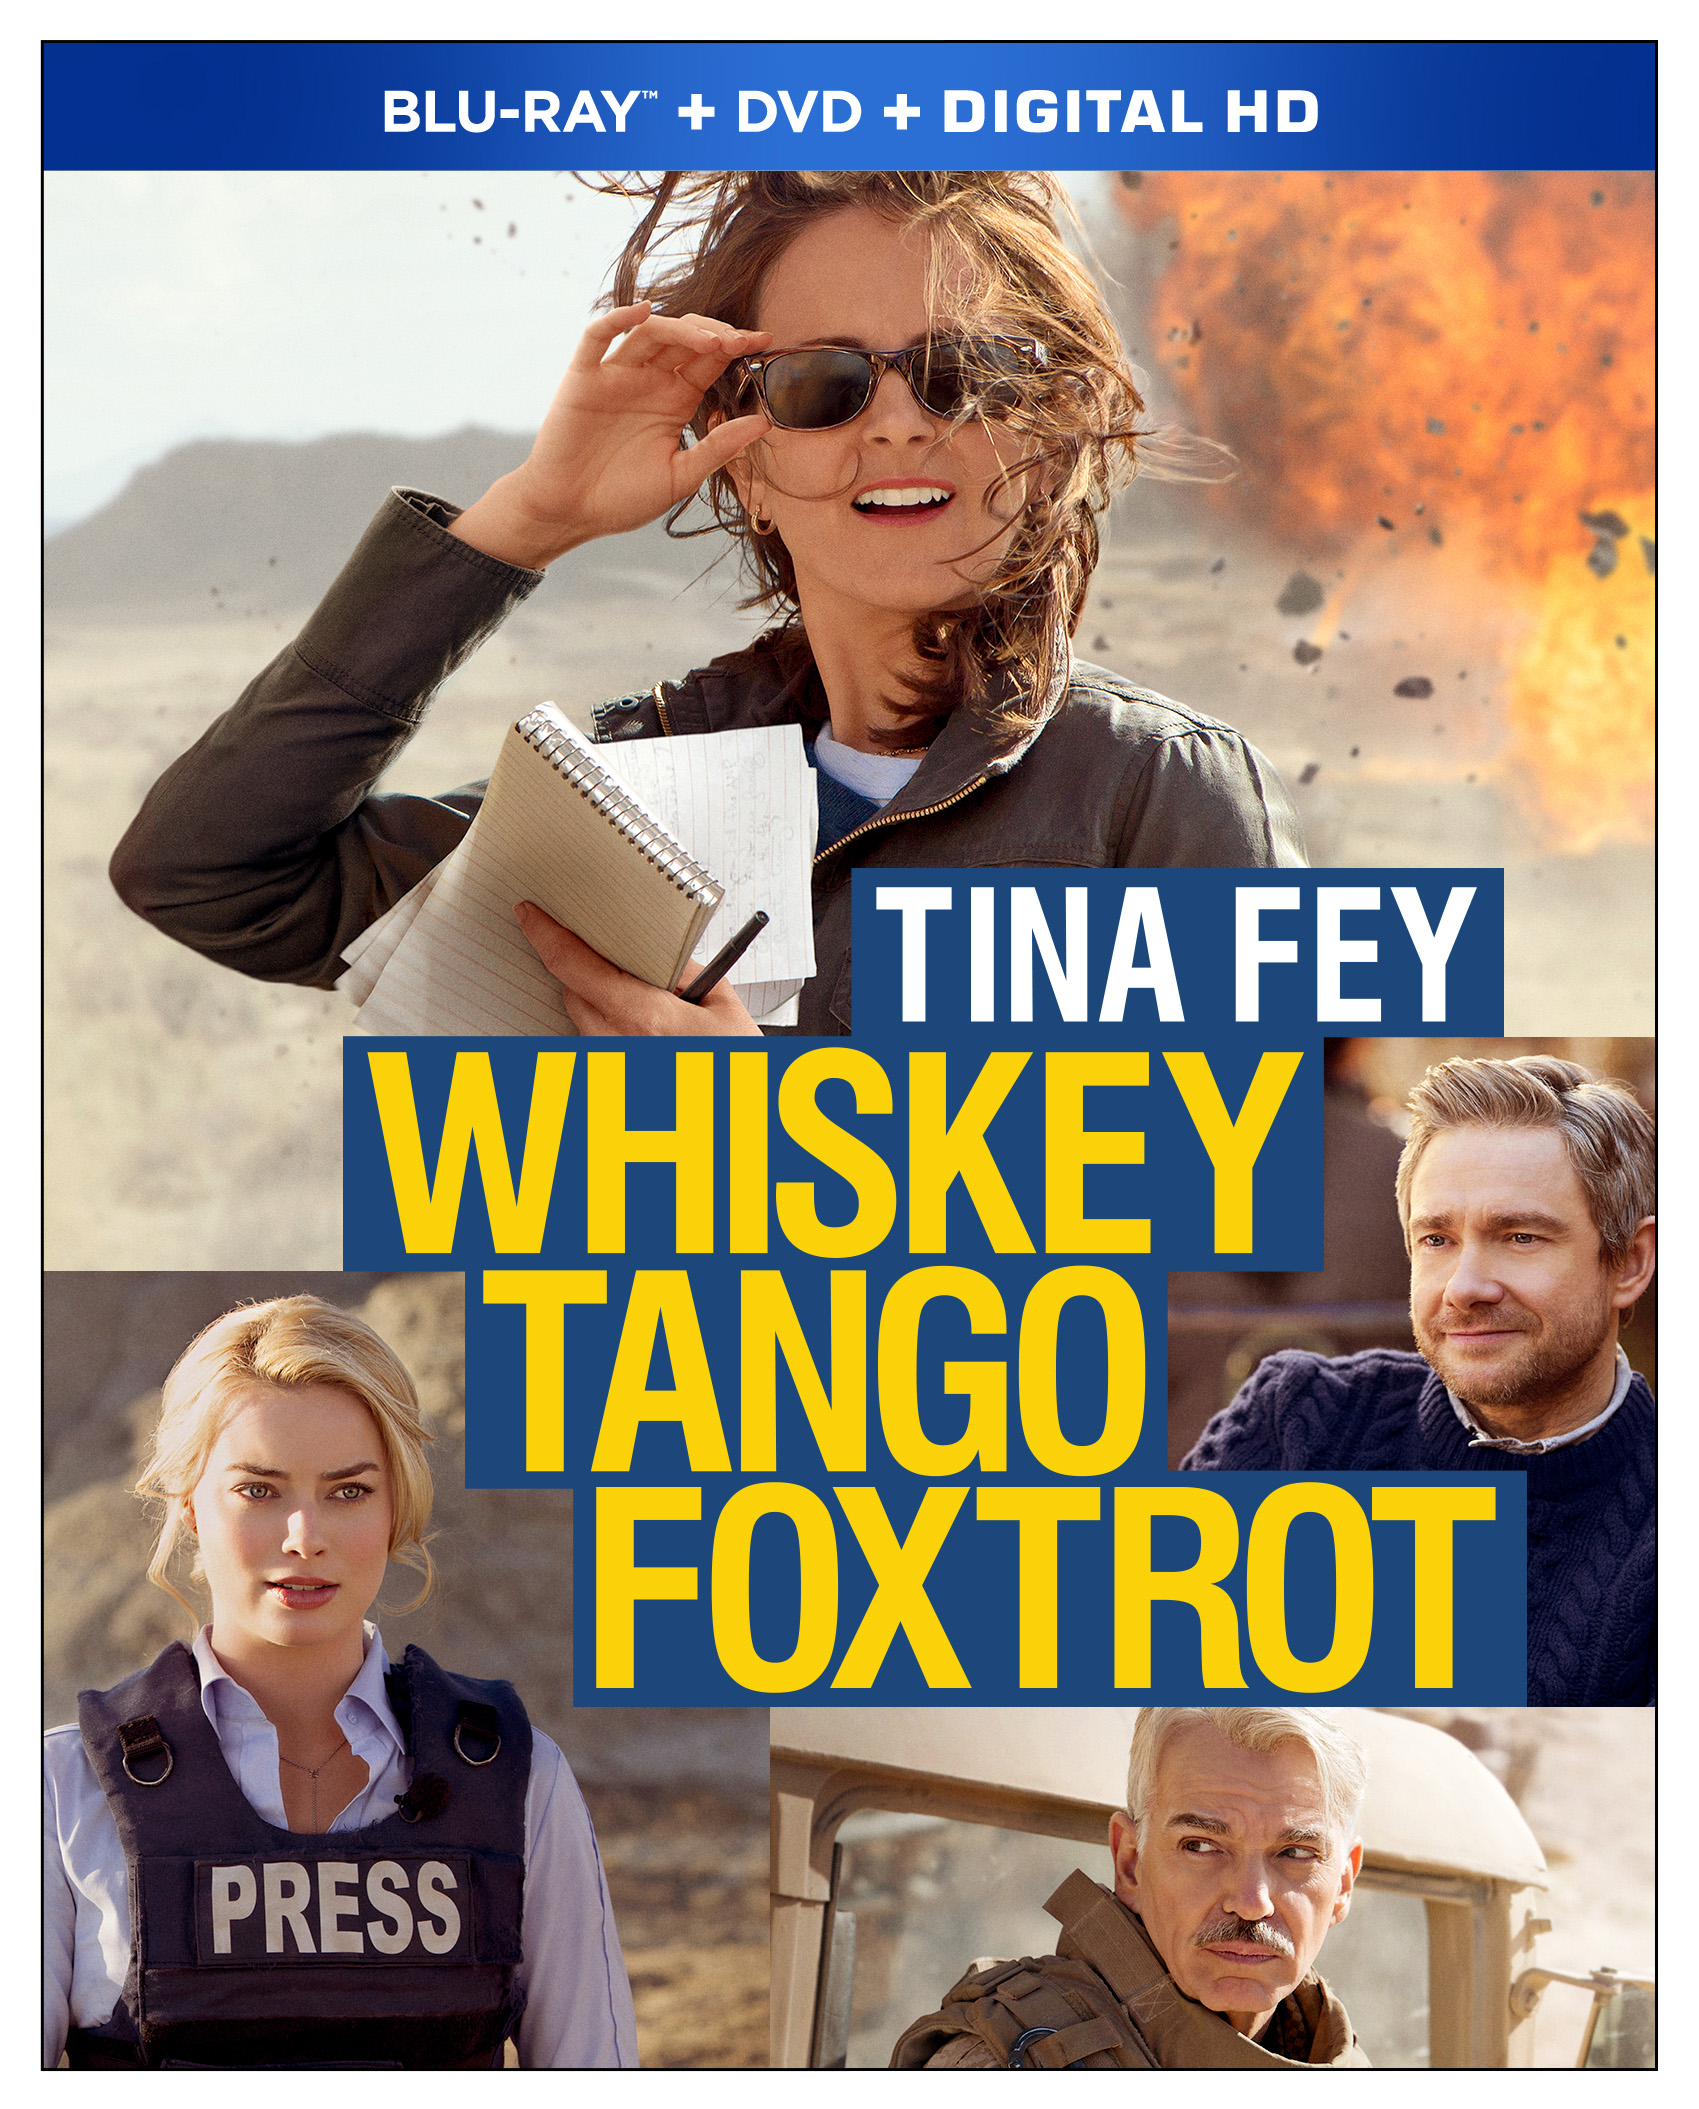 BLU-RAY™ + DVD + DIGITAL HD
TINA FEY
WHISKEY
TANGO
FOXTROT
PRESS